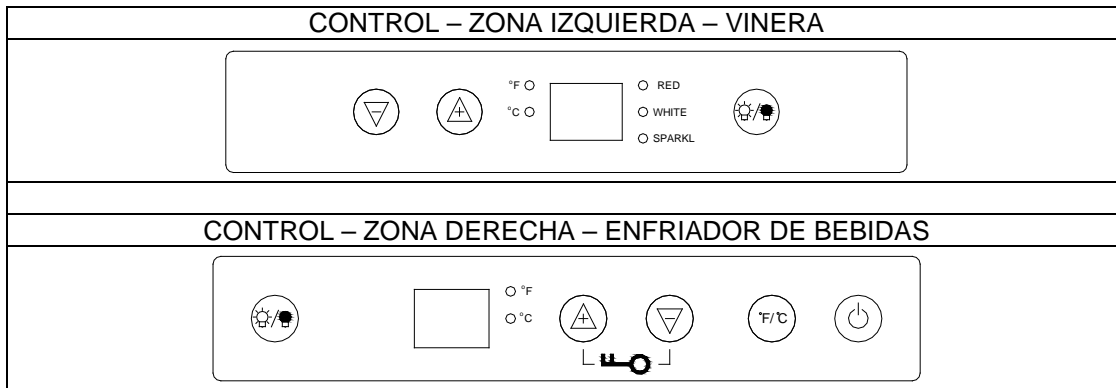 CONTROL – ZONA IZQUIERDA – VINERA
°F RED
°C WHITE
SPARKL
CONTROL – ZONA DERECHA – ENFRIADOR DE BEBIDAS
°F
°C
°F/°C